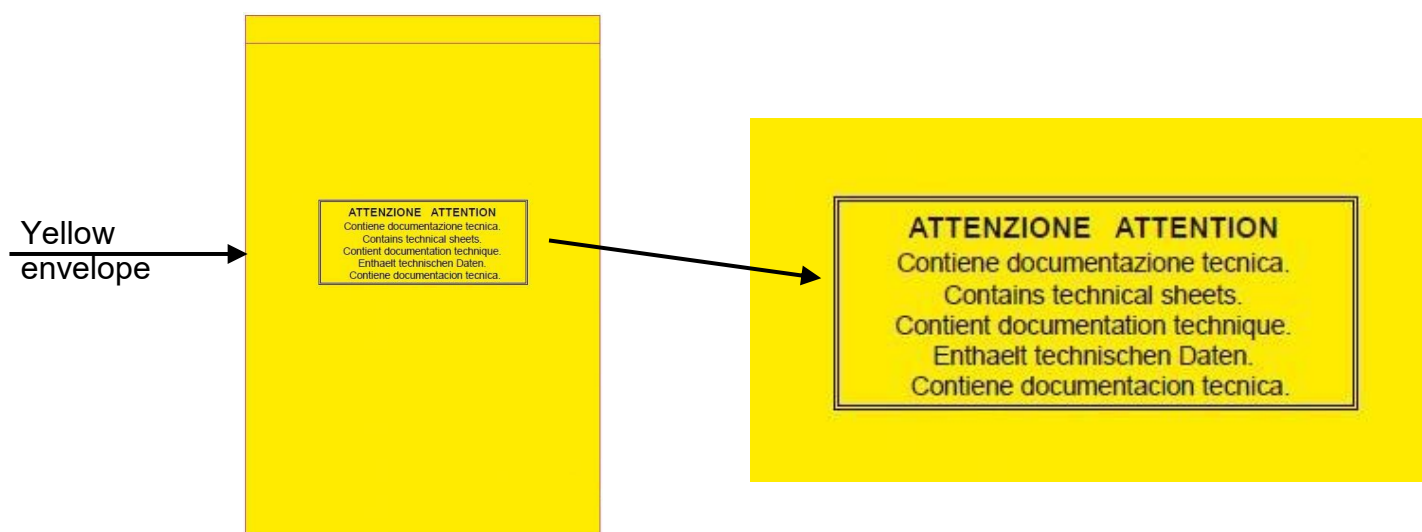 Yellow
envelope
ATTENZIONE ATTENTION
Contiene documentazione tecnica.
Contains technical sheets.
Contient documentation technique.
Enthaelt technischen Daten.
Contiene documentacion tecnica.
ATTENZIONE ATTENTION
Contiene documentazione tecnica.
Contains technical sheets.
Contient documentation technique.
Enthaelt technischen Daten.
Contiene documentacion tecnica.